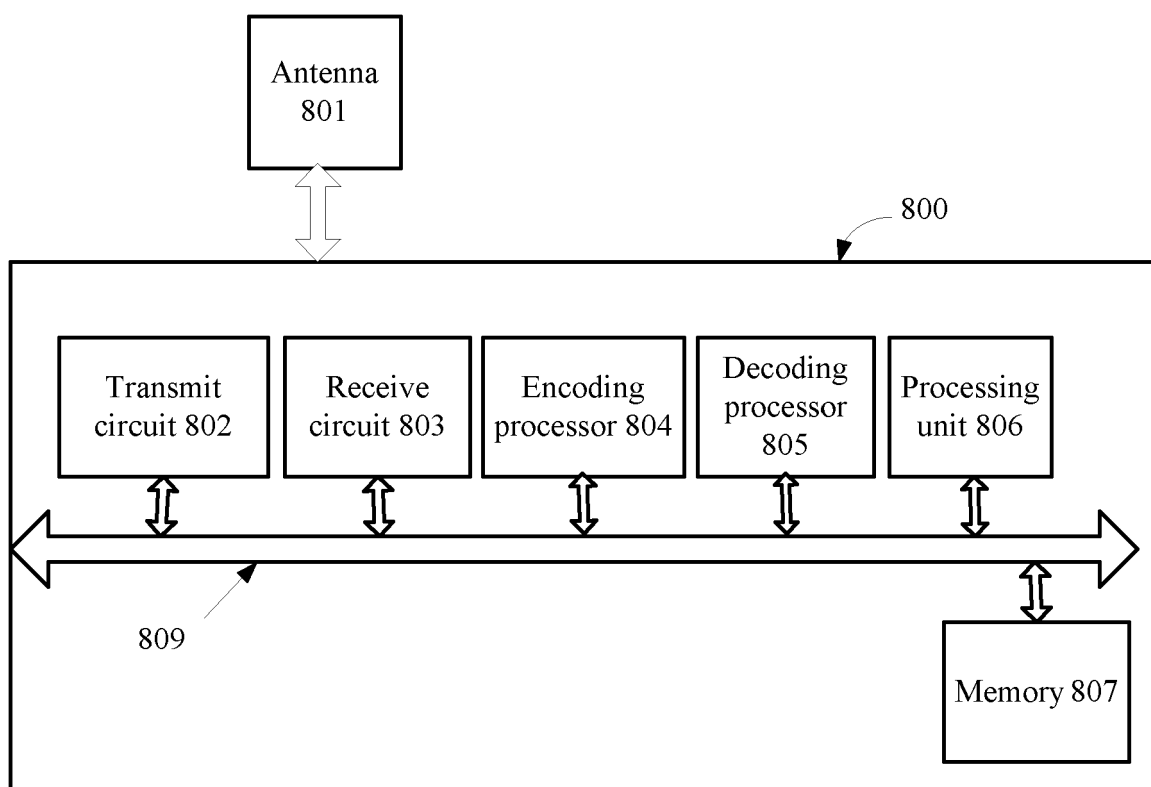 Antenna
801
800
Transmit
circuit 802
Receive
circuit 803
Encoding
processor 804
Decoding
processor
805
Processing
unit 806
809
Memory 807